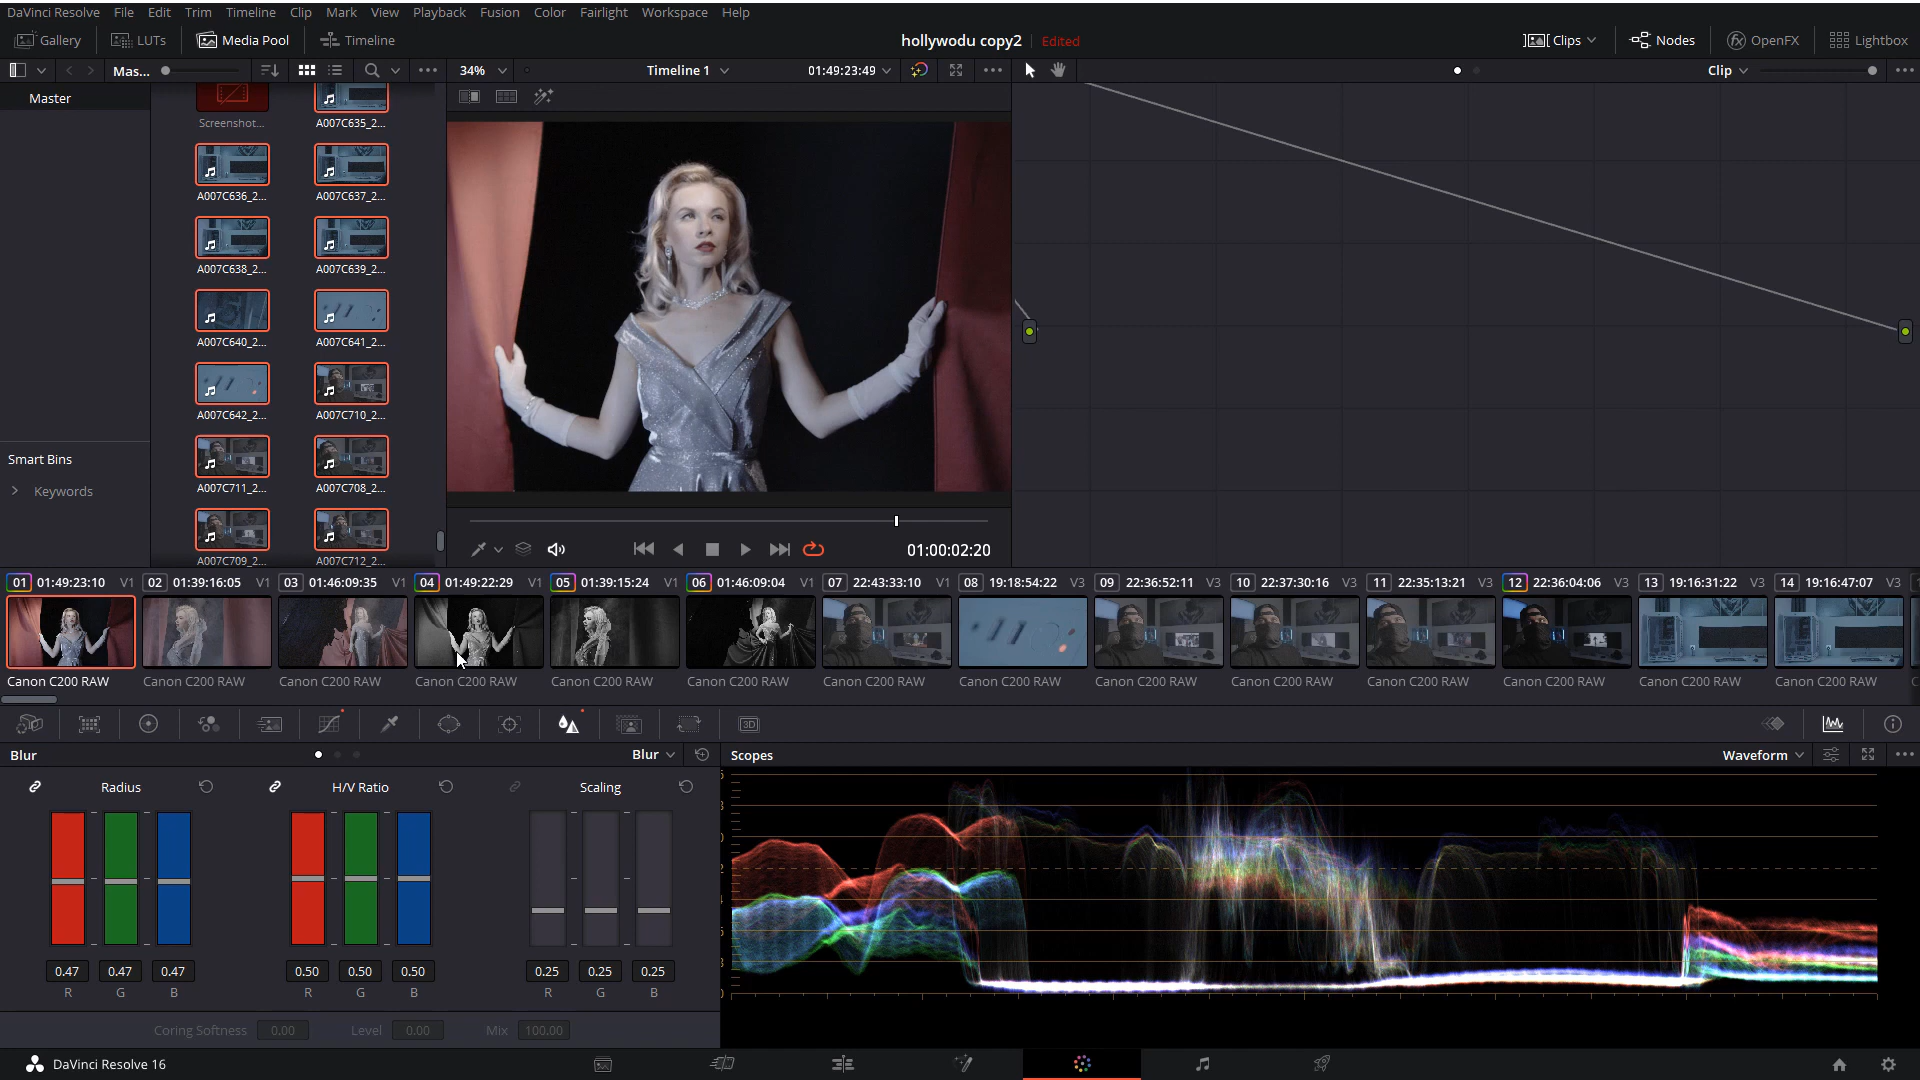 DaVinci Resolve File Edit Trim Timeline Clip Mark View Playback Fusion Color Fairlight Workspace Help
Gallery LUTs Media Pool Timeline hollywodu copy2 Edited Clips Nodes OpenFX Lightbox
Mas... 34% Timeline 1 01:49:23:49 Clip
Master
Screenshot... A007C635_2...
A007C636_2... A007C637_2...
A007C638_2... A007C639_2...
A007C640_2... A007C641_2...
A007C642_2... A007C710_2...
Smart Bins
Keywords
A007C711_2... A007C708_2...
A007C709_2... A007C712_2...
01:00:02:20
01 01:49:23:10 V1 02 01:39:16:05 V1 03 01:46:09:35 V1 04 01:49:22:29 V1 05 01:39:15:24 V1 06 01:46:09:04 V1 07 22:43:33:10 V1 08 19:18:54:22 V3 09 22:36:52:11 V3 10 22:37:30:16 V3 11 22:35:13:21 V3 12 22:36:04:06 V3 13 19:16:31:22 V3 14 19:16:47:07 V3
Canon C200 RAW Canon C200 RAW Canon C200 RAW Canon C200 RAW Canon C200 RAW Canon C200 RAW Canon C200 RAW Canon C200 RAW Canon C200 RAW Canon C200 RAW Canon C200 RAW Canon C200 RAW Canon C200 RAW Canon C200 RAW
3D
Blur Blur Scopes Waveform
Radius H/V Ratio Scaling
0.47 0.47 0.47 0.50 0.50 0.50 0.25 0.25 0.25
R G B R G B R G B
Coring Softness 0.00 Level 0.00 Mix 100.00
DaVinci Resolve 16